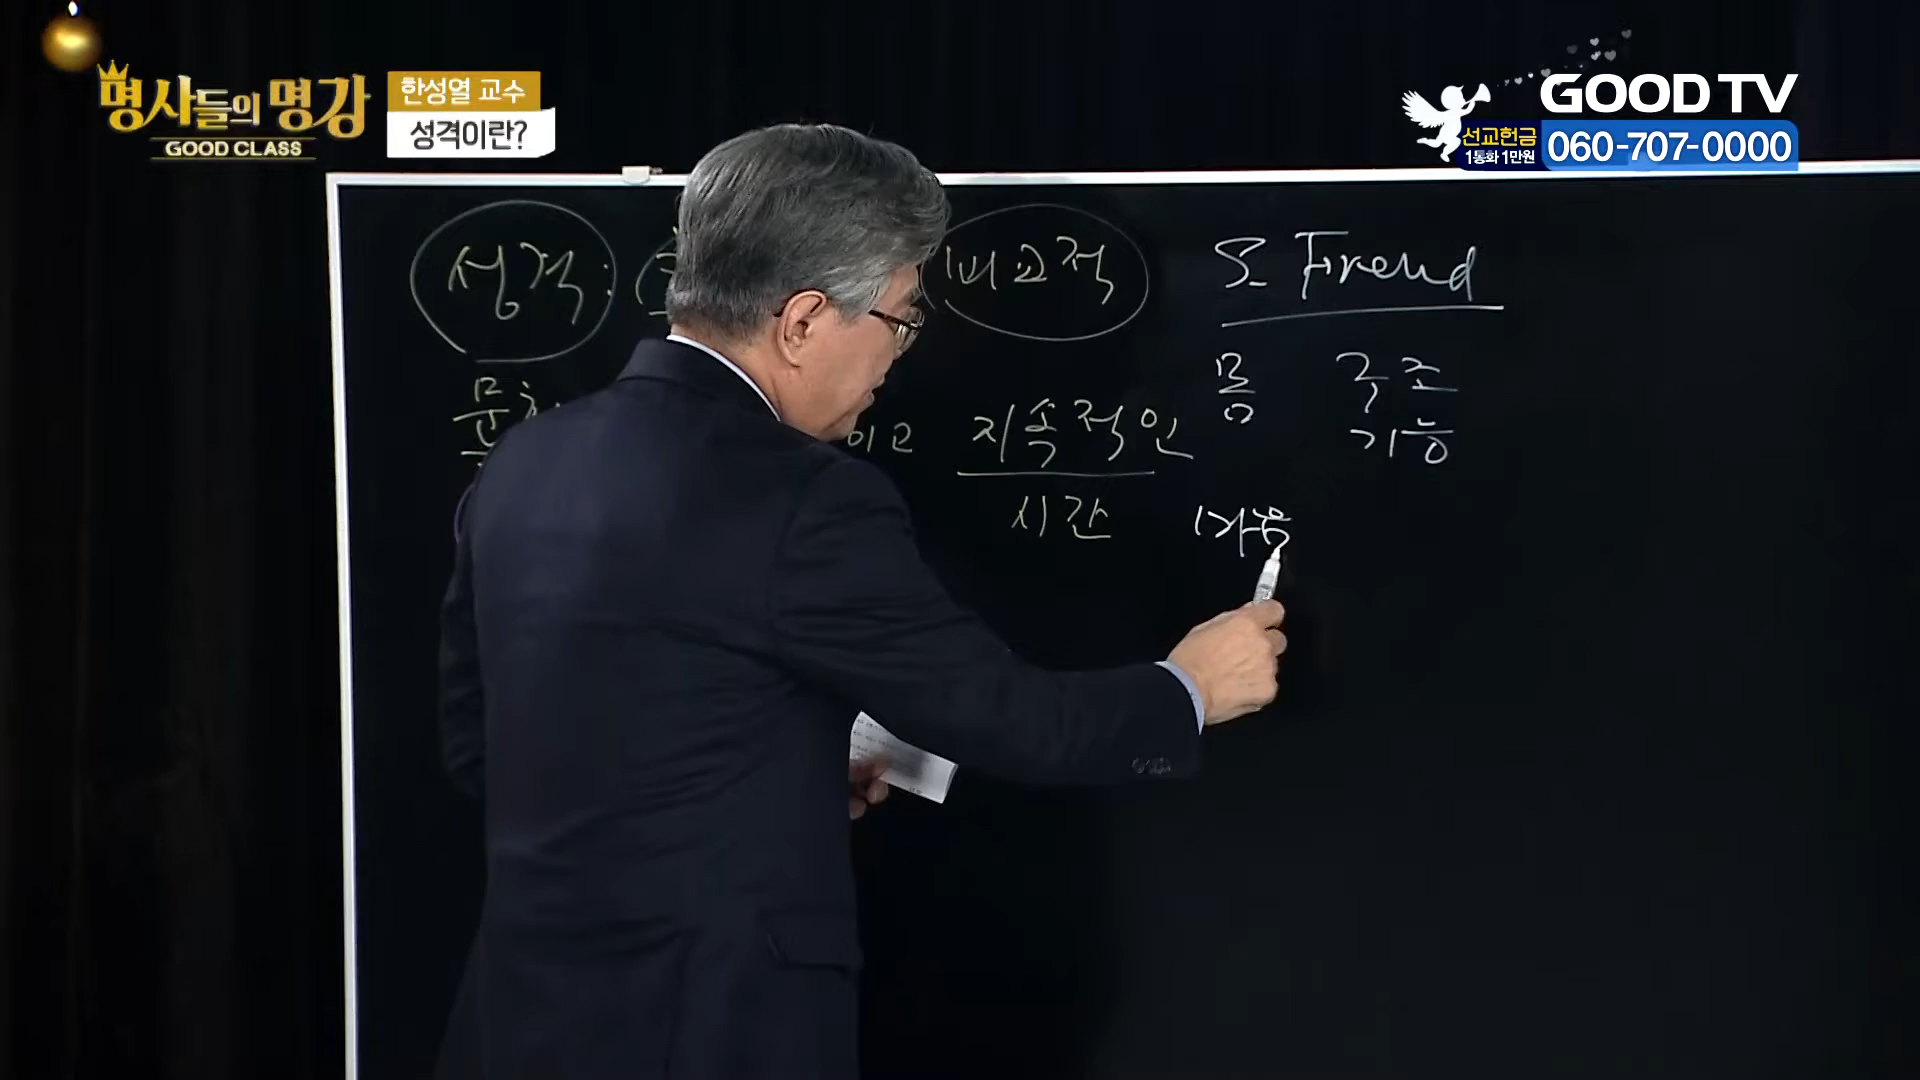 명사들의 명강
GOOD CLASS
한성열 교수
성격이란?
GOOD TV
선교헌금
1통화 1만원
060-707-0000
성격:
비교적
S. Freud
몸 구조
기능
이고 지속적인
시간